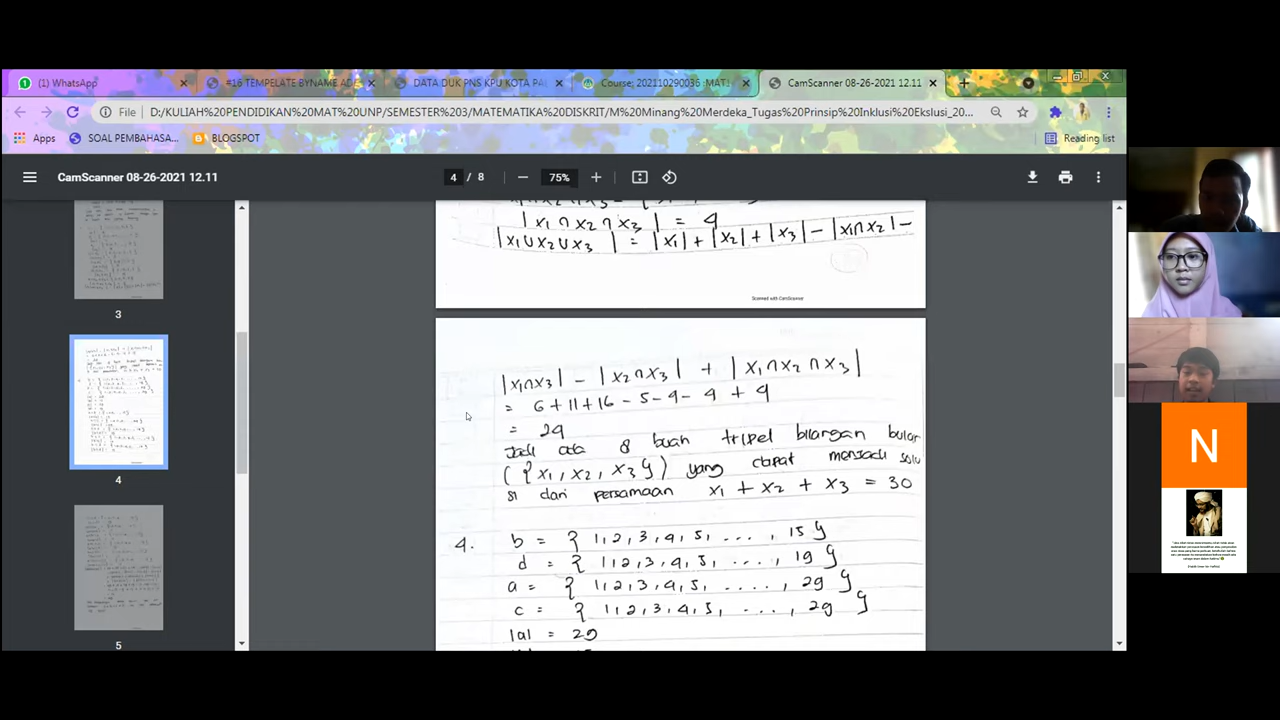 (1) WhatsApp
#16 TEMPELATE BYNAME ADE
DATA DUK PNS KPU KOTA PA
Course: 202110290036 :MAT1
CamScanner 08-26-2021 12.11
File D:/KULIAH%20PENDIDIKAN%20MAT%20UNP/SEMESTER%203/MATEMATIKA%20DISKRIT/M%20Minang%20Merdeka_Tugas%20Prinsip%20Inklusi%20Ekslusi_20...
Apps SOAL PEMBAHASA... BLOGSPOT Reading list
CamScanner 08-26-2021 12.11 4 / 8 75%
3
4
5
|x1 ∩ x2 ∩ x3| = 4
|x1 ∪ x2 ∪ x3| = |x1| + |x2| + |x3| - |x1∩x2| -
Scanned with CamScanner
|x1∩x3| - |x2∩x3| + |x1∩x2∩x3|
= 6 + 11 + 16 - 5 - 4 - 9 + 9
Jadi ada 8 buah tripel bilangan bulat
({x1, x2, x3}) yang dapat menjadi solu
si dari persamaan x1 + x2 + x3 = 30
4. b = { 1, 2, 3, 4, 5, ..., 15 }
d = { 1, 2, 3, 4, 5, ...., 19 }
a = { 1, 2, 3, 4, 5, ....., 29 }
c = { 1, 2, 3, 4, 5, ..., 29 }
|a| = 29
N